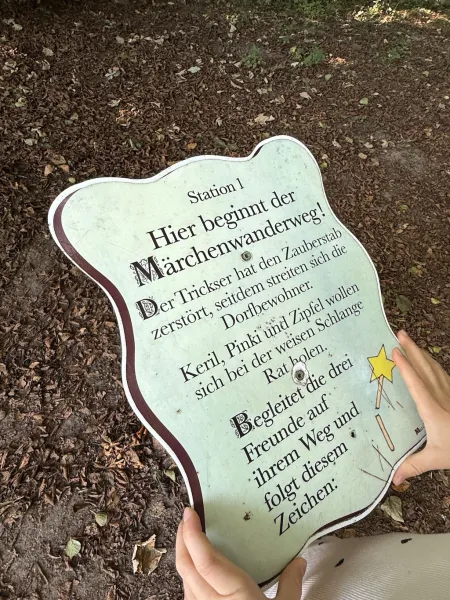 Station 1
Hier beginnt der
Märchenwanderweg!
Der Trickser hat den Zauberstab
zerstört, seitdem streiten sich die
Dorfbewohner.
Keril, Pinki und Zipfel wollen
sich bei der weisen Schlange
Rat holen.
Begleitet die drei
Freunde auf
ihrem Weg und
folgt diesem
Zeichen: